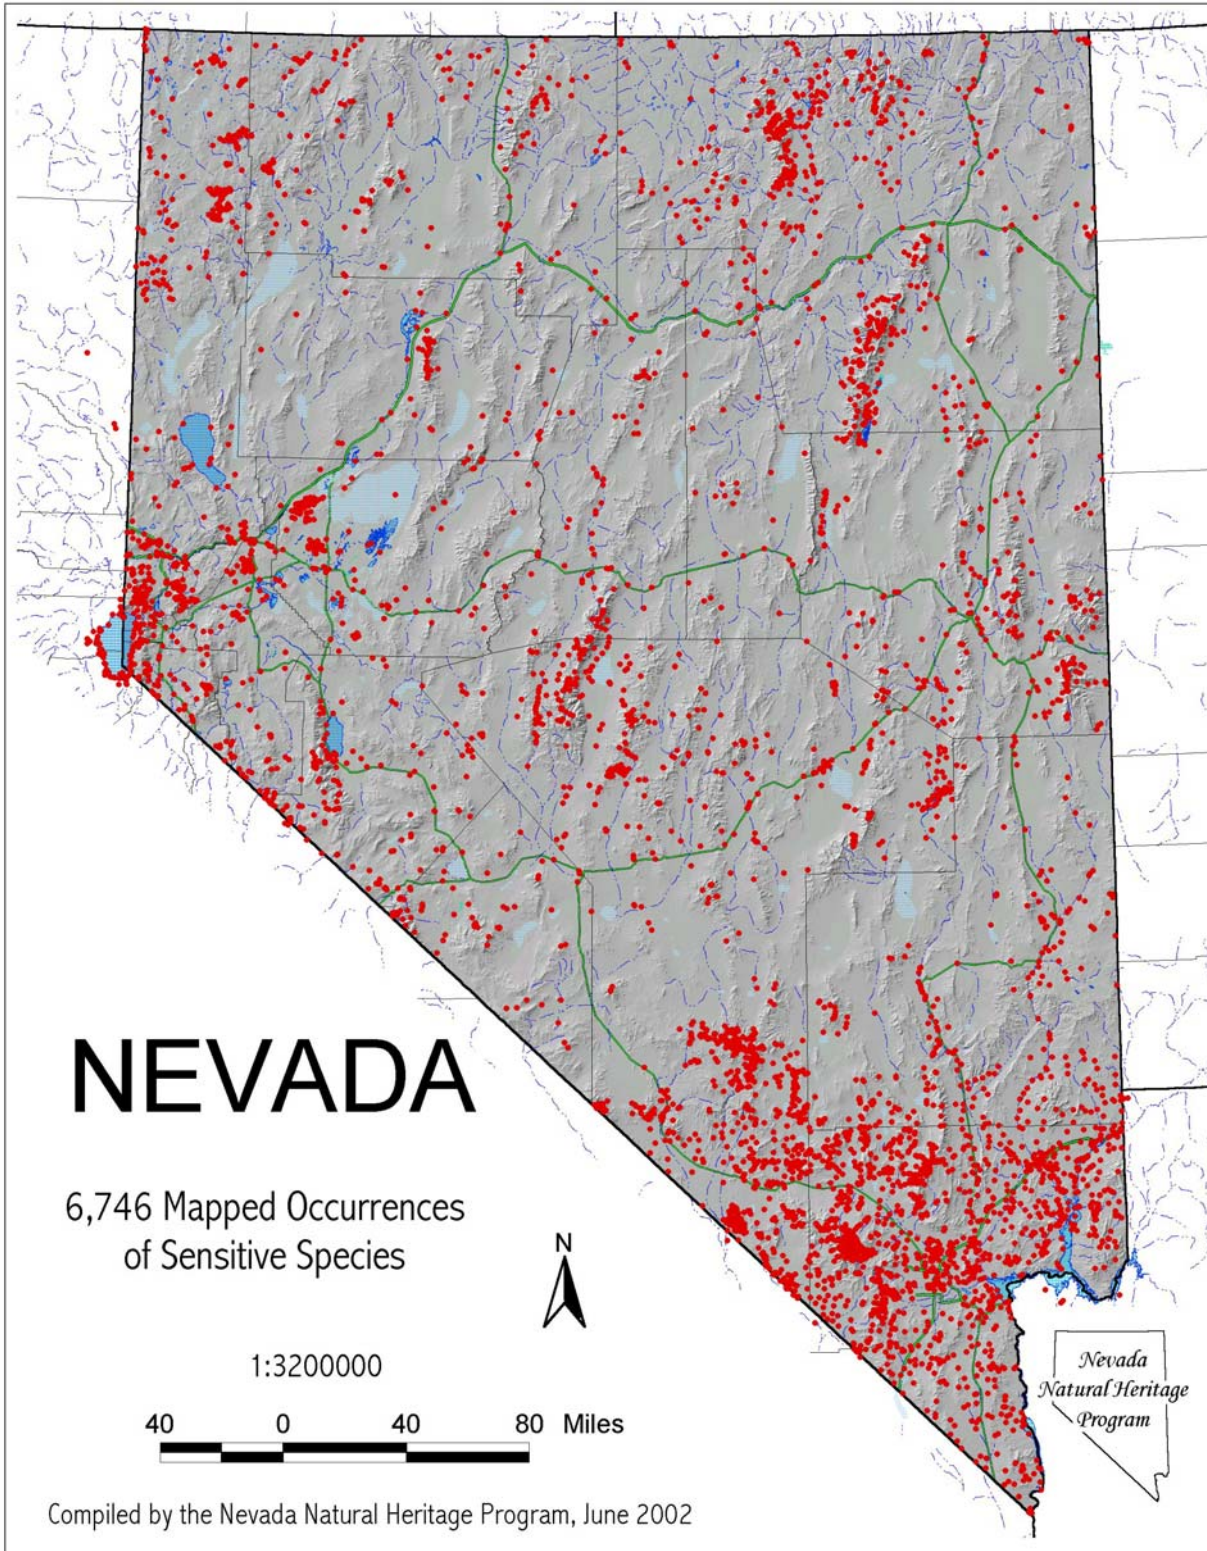 NEVADA
6,746 Mapped Occurrences
of Sensitive Species
N
1:3200000
40 0 40 80 Miles
Nevada
Natural Heritage
Program
Compiled by the Nevada Natural Heritage Program, June 2002